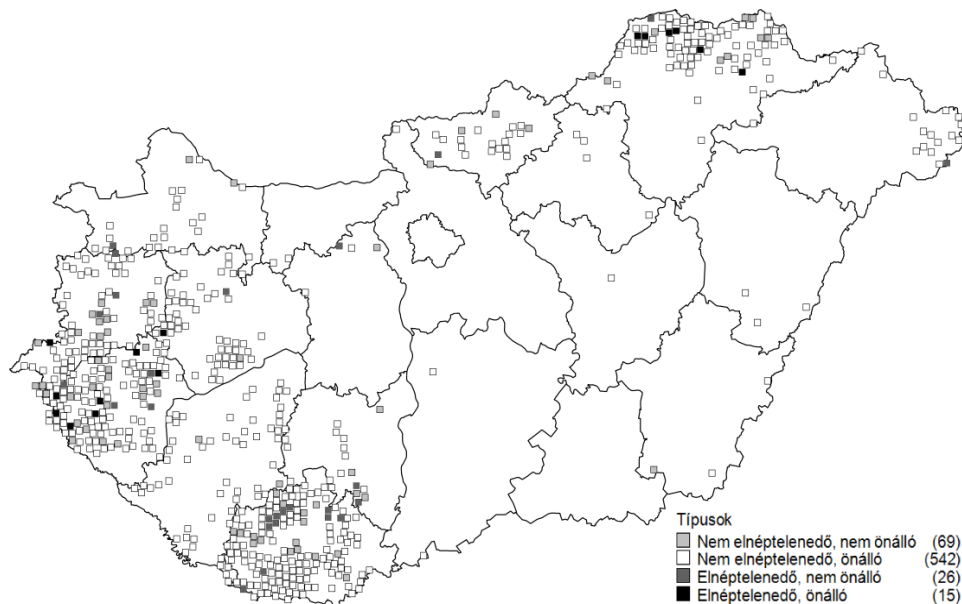 Típusok
Nem elnéptelenedő, nem önálló (69)
Nem elnéptelenedő, önálló (542)
Elnéptelenedő, nem önálló (26)
Elnéptelenedő, önálló (15)